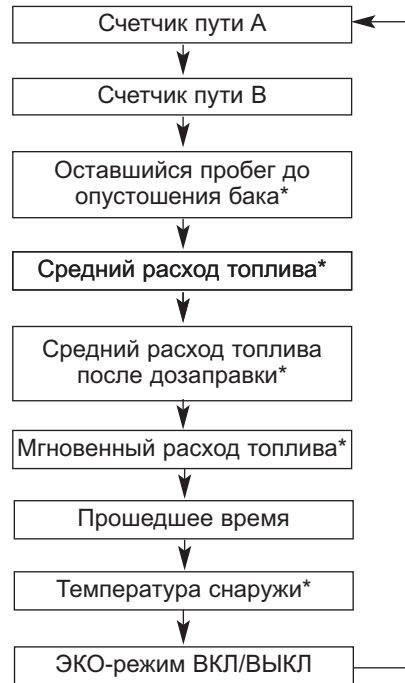 Счетчик пути A
Счетчик пути B
Оставшийся пробег до
опустошения бака*
Средний расход топлива*
Средний расход топлива
после дозаправки*
Мгновенный расход топлива*
Прошедшее время
Температура снаружи*
ЭКО-режим ВКЛ/ВЫКЛ